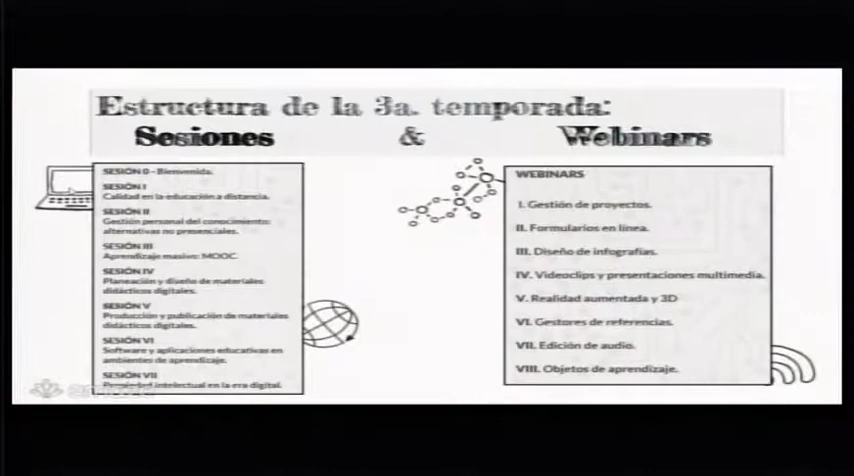 Estructura de la 3a. temporada:
Sesiones & Webinars
SESIÓN 0 - Bienvenida.
SESIÓN I
Calidad en la educación a distancia.
SESIÓN II
Gestión personal del conocimiento:
alternativas no presenciales.
SESIÓN III
Aprendizaje masivo: MOOC.
SESIÓN IV
Planeación y diseño de materiales
didácticos digitales.
SESIÓN V
Producción y publicación de materiales
didácticos digitales.
SESIÓN VI
Software y aplicaciones educativas en
ambientes de aprendizaje.
SESIÓN VII
Propiedad intelectual en la era digital.
WEBINARS
I. Gestión de proyectos.
II. Formularios en línea.
III. Diseño de infografías.
IV. Videoclips y presentaciones multimedia.
V. Realidad aumentada y 3D
VI. Gestores de referencias.
VII. Edición de audio.
VIII. Objetos de aprendizaje.